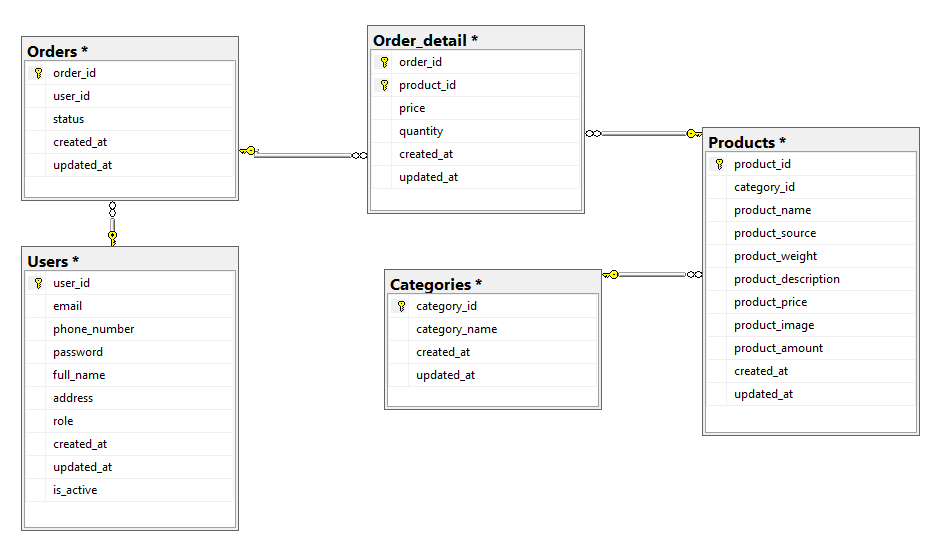 Orders *
order_id
user_id
status
created_at
updated_at
Order_detail *
order_id
product_id
price
quantity
created_at
updated_at
Products *
product_id
category_id
product_name
product_source
product_weight
product_description
product_price
product_image
product_amount
created_at
updated_at
Users *
user_id
email
phone_number
password
full_name
address
role
created_at
updated_at
is_active
Categories *
category_id
category_name
created_at
updated_at